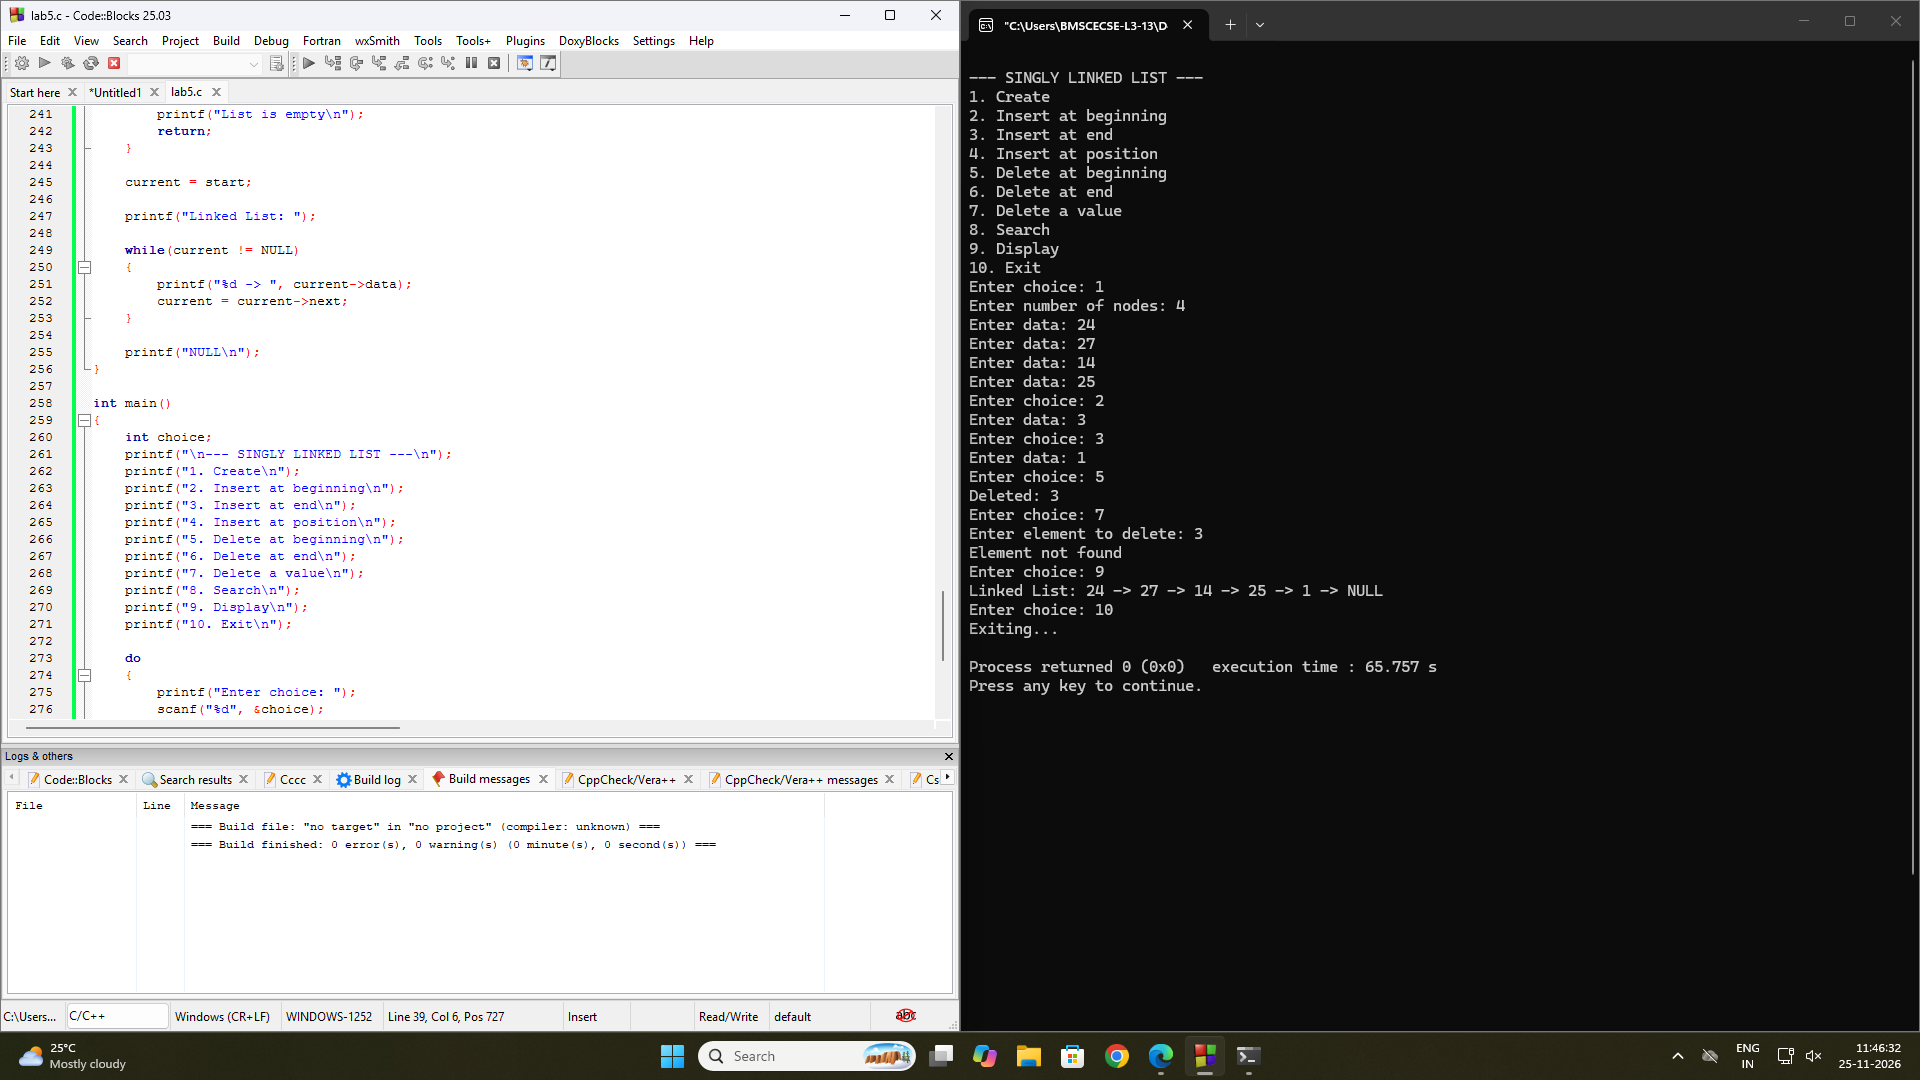 lab5.c - Code::Blocks 25.03
File Edit View Search Project Build Debug Fortran wxSmith Tools Tools+ Plugins DoxyBlocks Settings Help
Start here *Untitled1 lab5.c
241 printf("List is empty\n");
242 return;
243 }
244
245 current = start;
246
247 printf("Linked List: ");
248
249 while(current != NULL)
250 {
251 printf("%d -> ", current->data);
252 current = current->next;
253 }
254
255 printf("NULL\n");
256 }
257
258 int main()
259 {
260 int choice;
261 printf("\n--- SINGLY LINKED LIST ---\n");
262 printf("1. Create\n");
263 printf("2. Insert at beginning\n");
264 printf("3. Insert at end\n");
265 printf("4. Insert at position\n");
266 printf("5. Delete at beginning\n");
267 printf("6. Delete at end\n");
268 printf("7. Delete a value\n");
269 printf("8. Search\n");
270 printf("9. Display\n");
271 printf("10. Exit\n");
272
273 do
274 {
275 printf("Enter choice: ");
276 scanf("%d", &choice);
Logs & others
Code::Blocks Search results Cccc Build log Build messages CppCheck/Vera++ CppCheck/Vera++ messages Cs
File Line Message
=== Build file: "no target" in "no project" (compiler: unknown) ===
=== Build finished: 0 error(s), 0 warning(s) (0 minute(s), 0 second(s)) ===
C:\Users... C/C++ Windows (CR+LF) WINDOWS-1252 Line 39, Col 6, Pos 727 Insert Read/Write default abc
"C:\Users\BMSCECSE-L3-13\D
--- SINGLY LINKED LIST ---
1. Create
2. Insert at beginning
3. Insert at end
4. Insert at position
5. Delete at beginning
6. Delete at end
7. Delete a value
8. Search
9. Display
10. Exit
Enter choice: 1
Enter number of nodes: 4
Enter data: 24
Enter data: 27
Enter data: 14
Enter data: 25
Enter choice: 2
Enter data: 3
Enter choice: 3
Enter data: 1
Enter choice: 5
Deleted: 3
Enter choice: 7
Enter element to delete: 3
Element not found
Enter choice: 9
Linked List: 24 -> 27 -> 14 -> 25 -> 1 -> NULL
Enter choice: 10
Exiting...
Process returned 0 (0x0) execution time : 65.757 s
Press any key to continue.
25°C
Mostly cloudy
Search
ENG
IN
11:46:32
25-11-2026